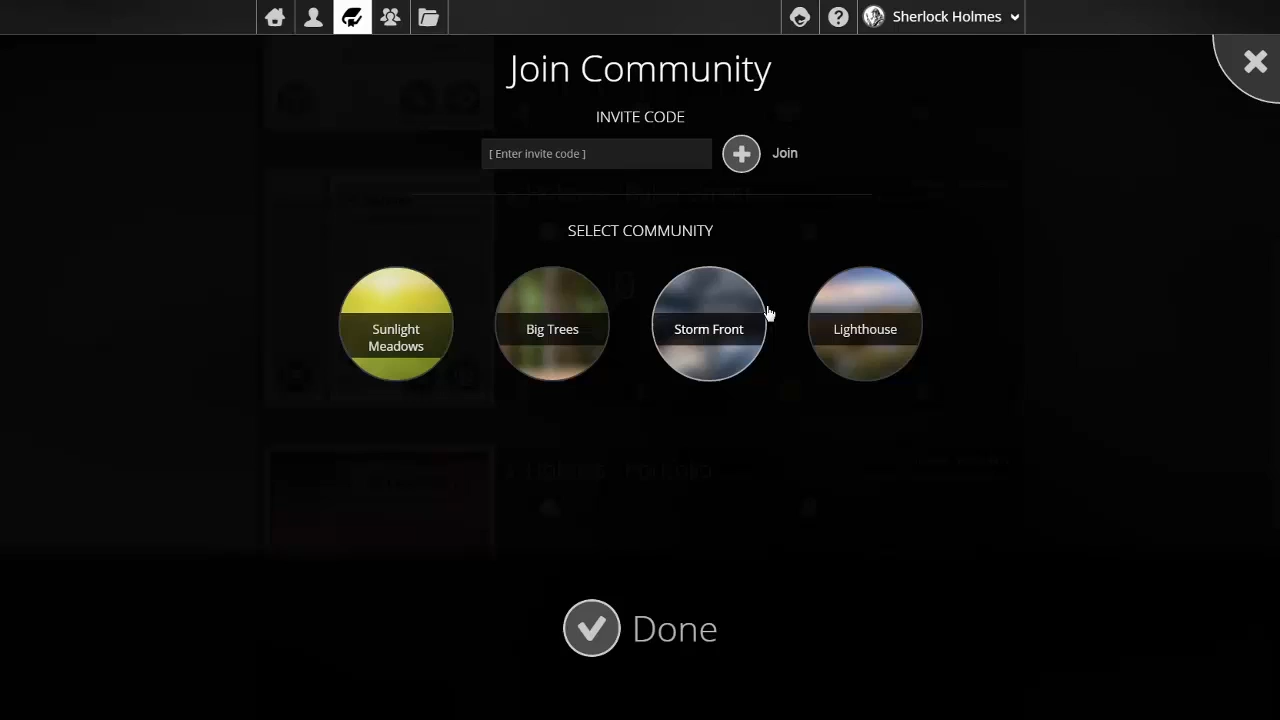 Sherlock Holmes
Join Community
INVITE CODE
[ Enter invite code ]
Join
SELECT COMMUNITY
Sunlight
Meadows
Big Trees
Storm Front
Lighthouse
Done